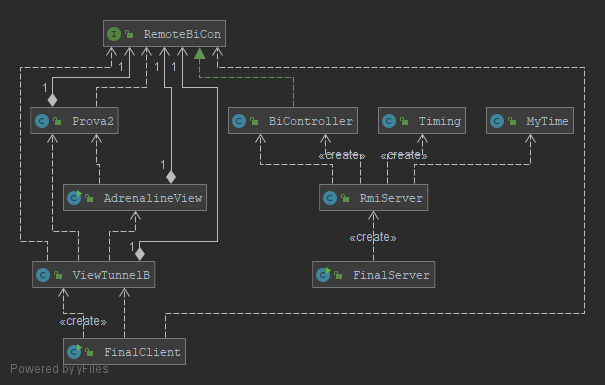 I RemoteBiCon
1 1 1 1
1
C Prova2
C BiController
C Timing
C MyTime
«create» «create»
1
C AdrenalineView
C RmiServer
«create»
1
C ViewTunnelB
C FinalServer
«create»
C FinalClient
Powered by yFiles